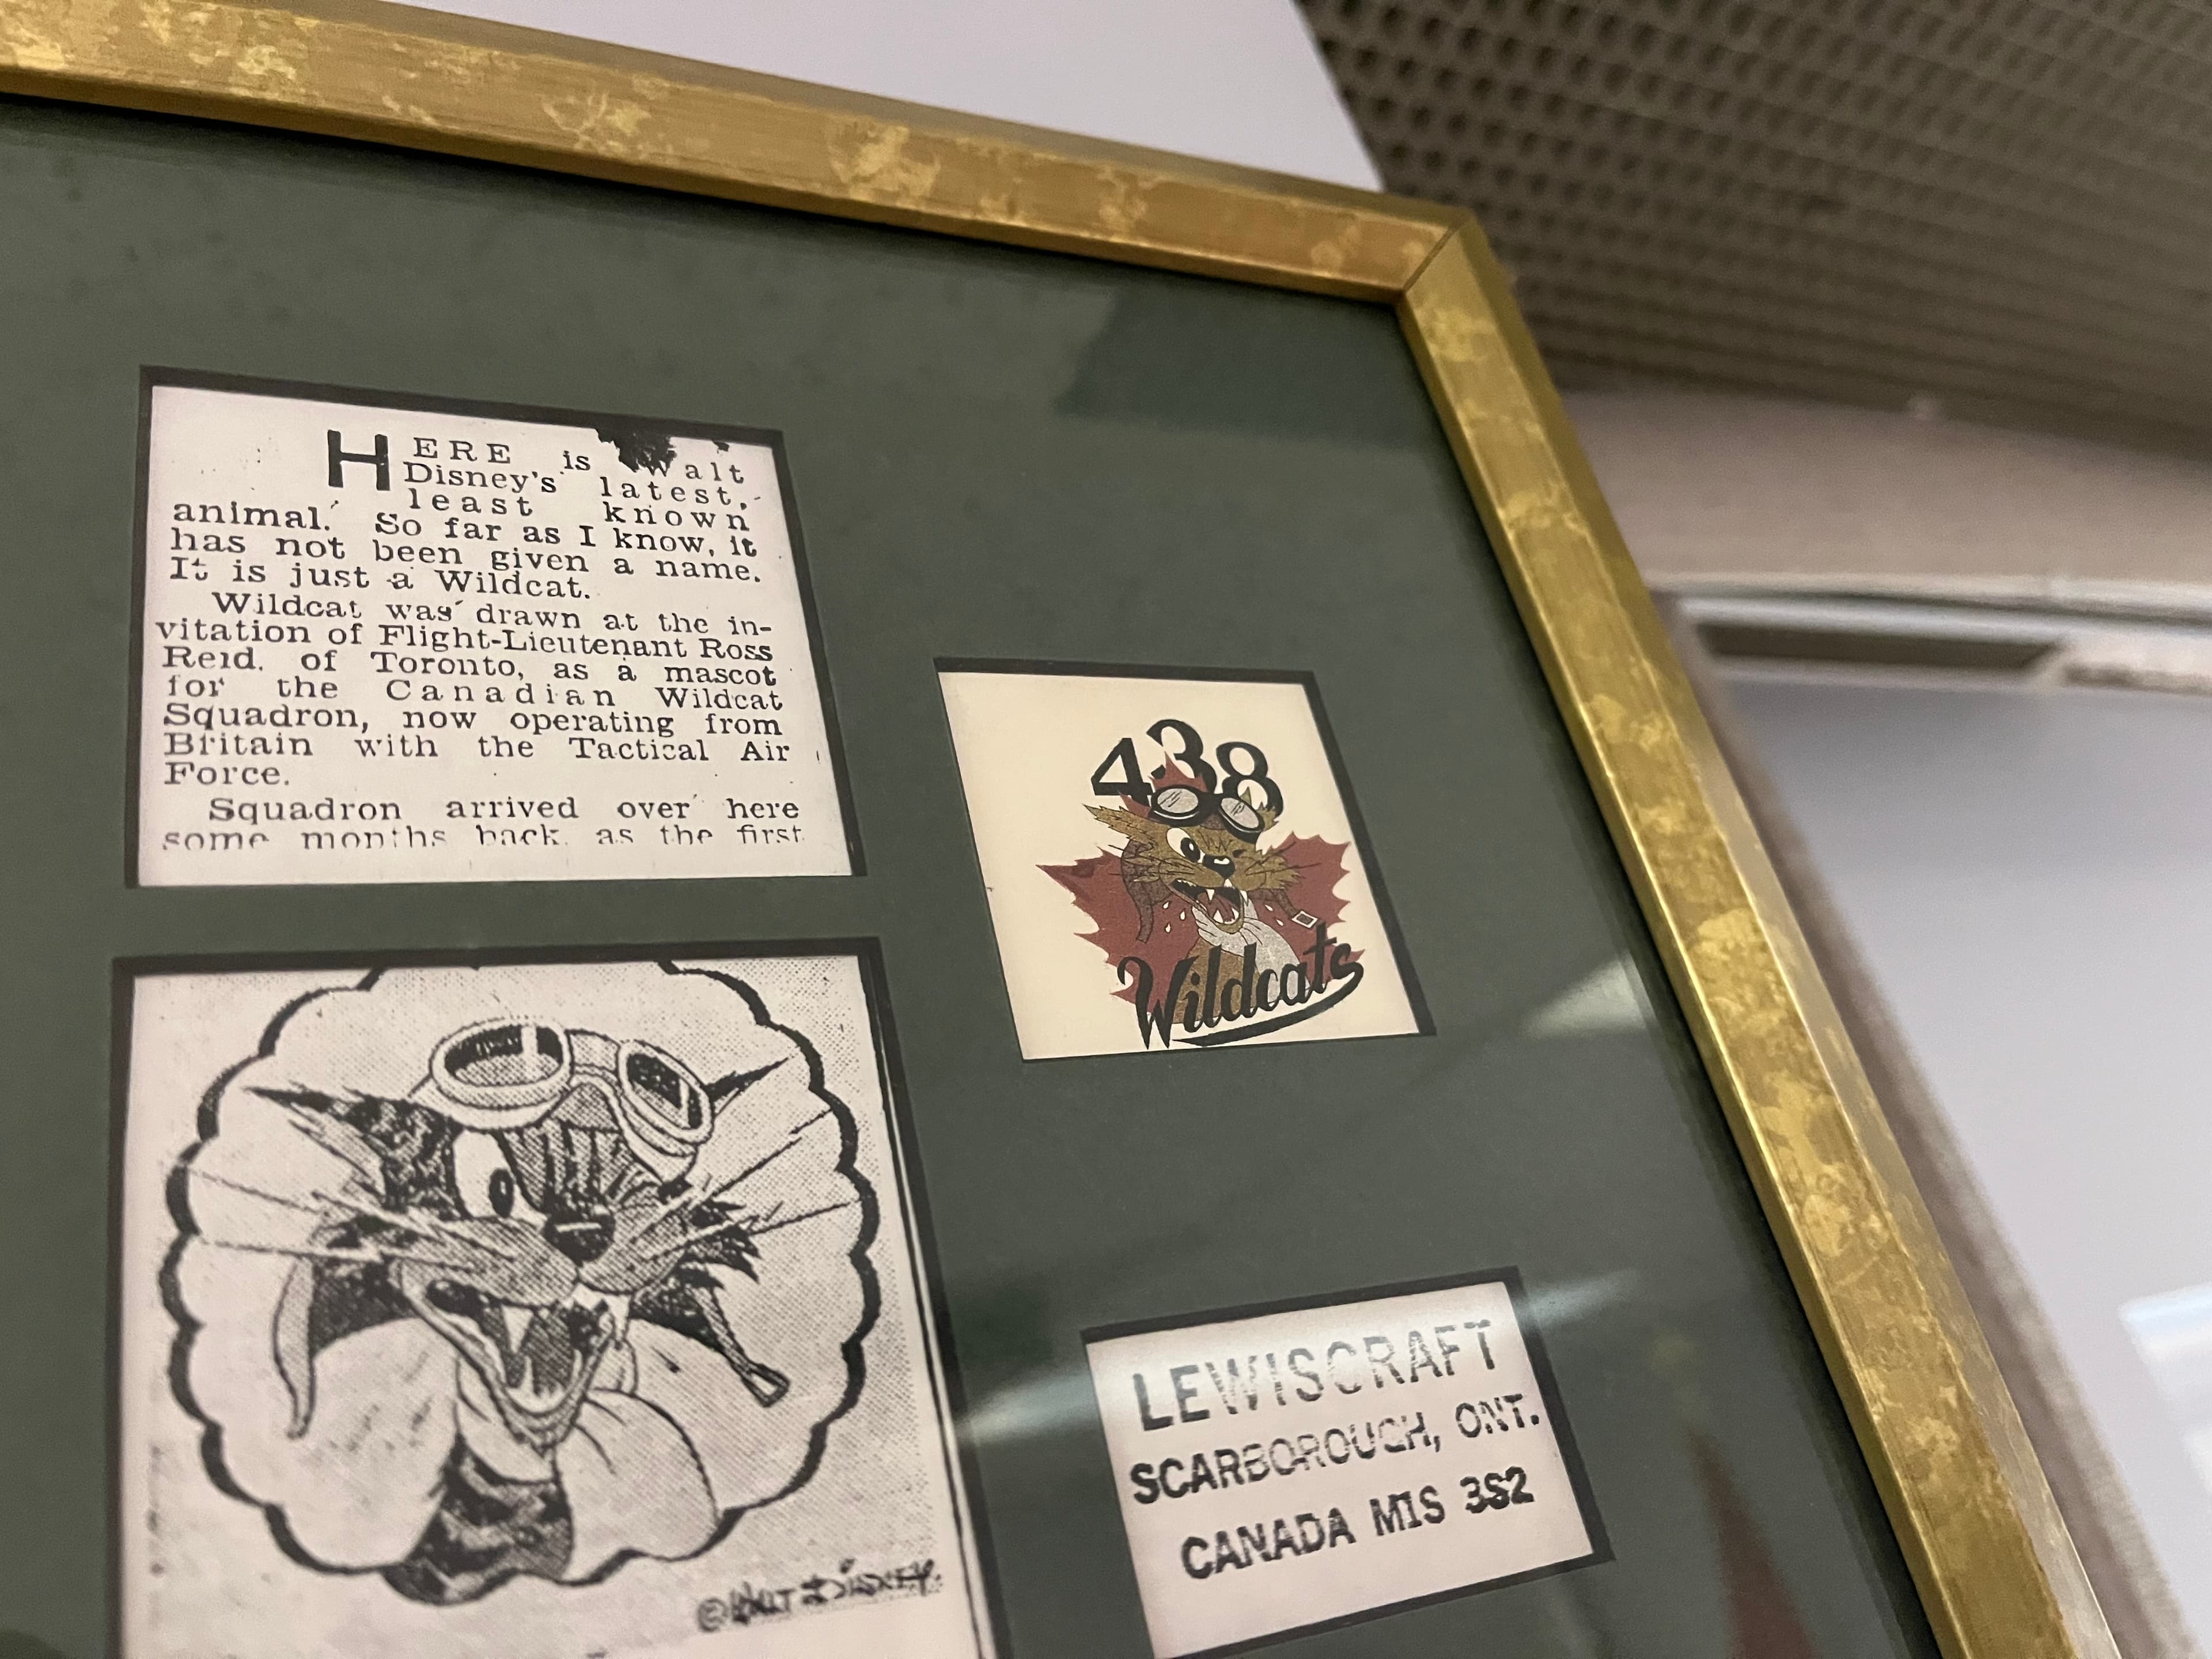 HERE is Walt
Disney's latest,
least known
animal. So far as I know, it
has not been given a name.
It is just a Wildcat.
Wildcat was drawn at the in-
vitation of Flight-Lieutenant Ross
Reid, of Toronto, as a mascot
for the Canadian Wildcat
Squadron, now operating from
Britain with the Tactical Air
Force.
Squadron arrived over here
some months back, as the first
438
Wildcats
© WALT DISNEY.
LEWISCRAFT
SCARBOROUGH, ONT.
CANADA M1S 3S2